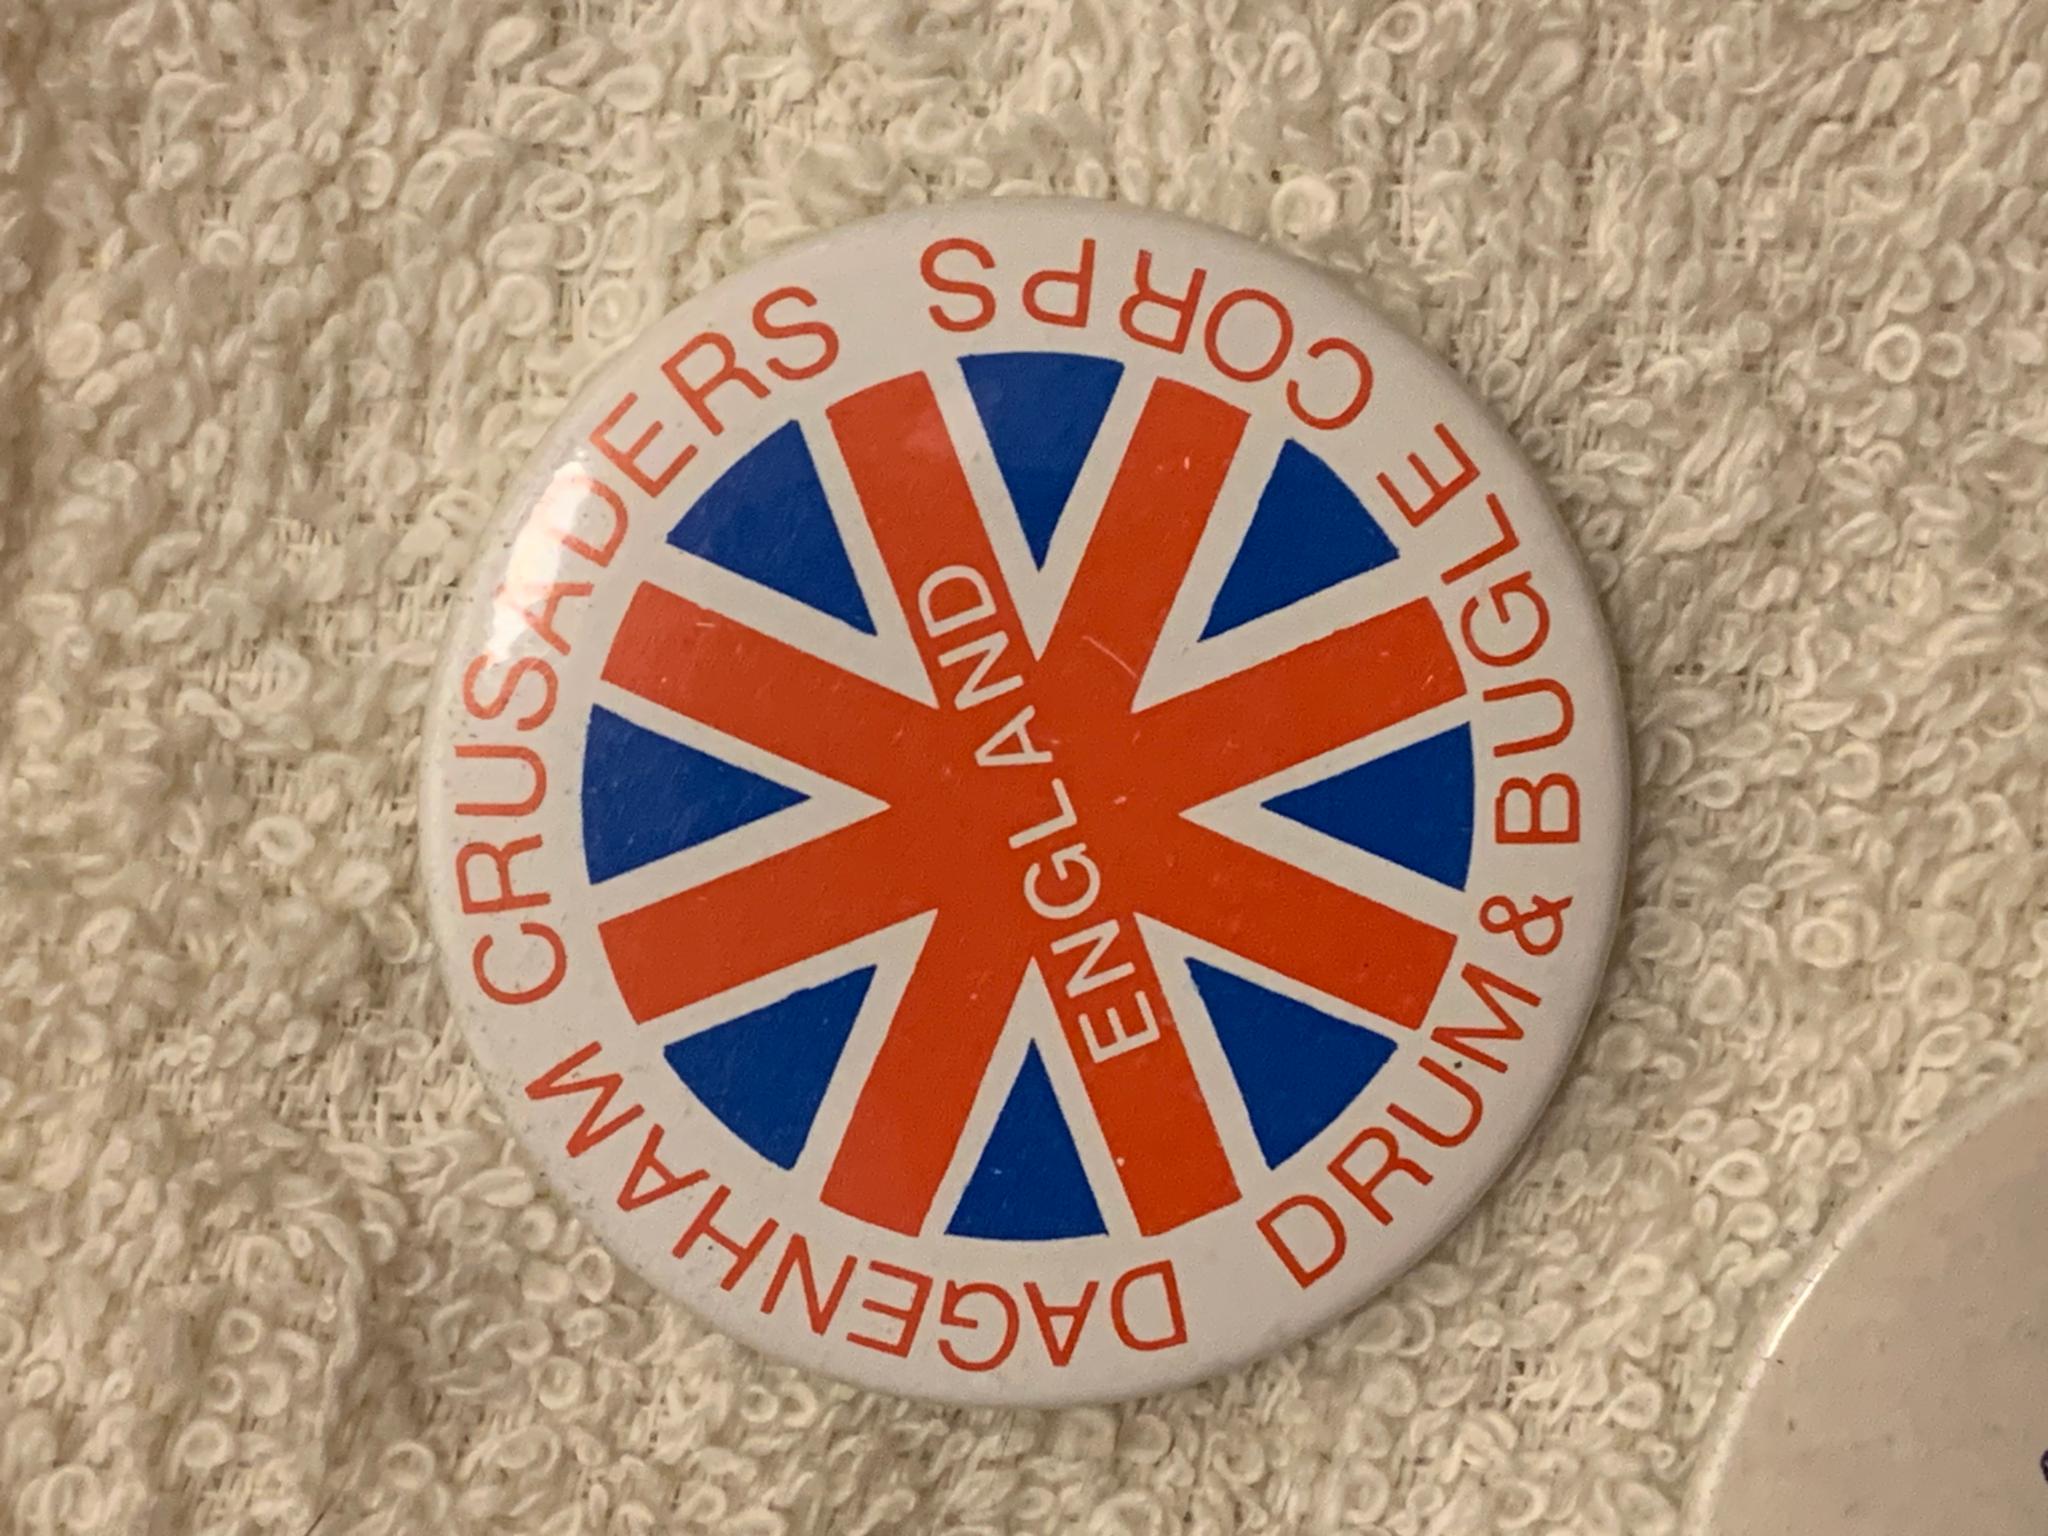 DAGENHAM CRUSADERS
DRUM & BUGLE CORPS
ENGLAND